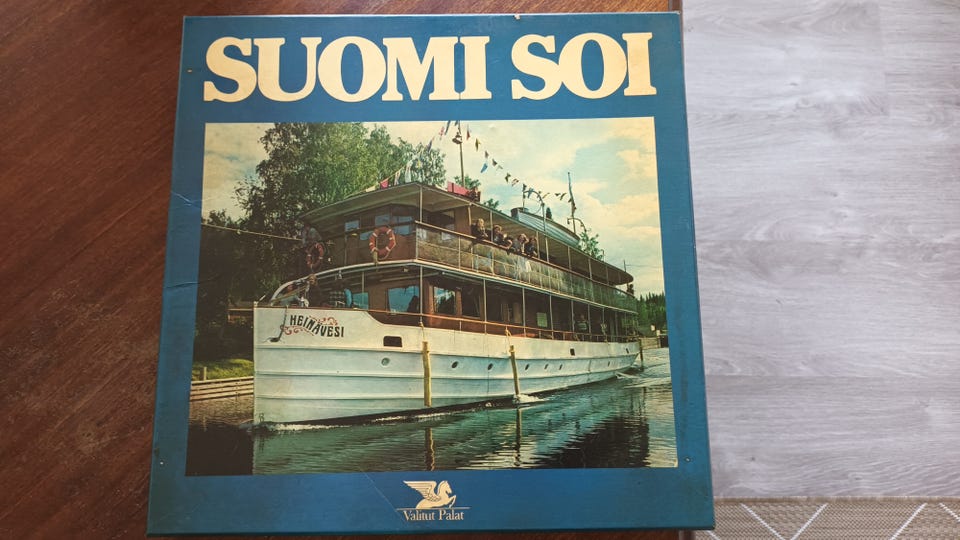 SUOMI SOI
HEINÄVESI
Valitut Palat